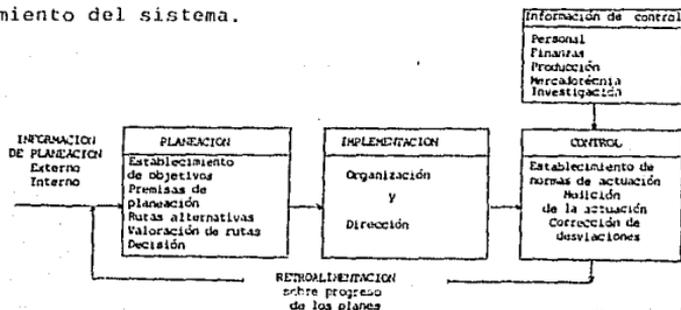 miento del sistema.
Información de control
Personal
Finanzas
Producción
Mercadotécnia
Investigación
INFORMACION
DE PLANEACION
Externo
Interno
PLANEACION
Establecimiento
de objetivos
Premisas de
planeación
Rutas alternativas
Valoración de rutas
Decisión
IMPLEMENTACION
Organización
y
Dirección
CONTROL
Establecimiento de
normas de actuación
Medición
de la actuación
Corrección de
desviaciones
RETROALIMENTACION
sobre progreso
de los planes